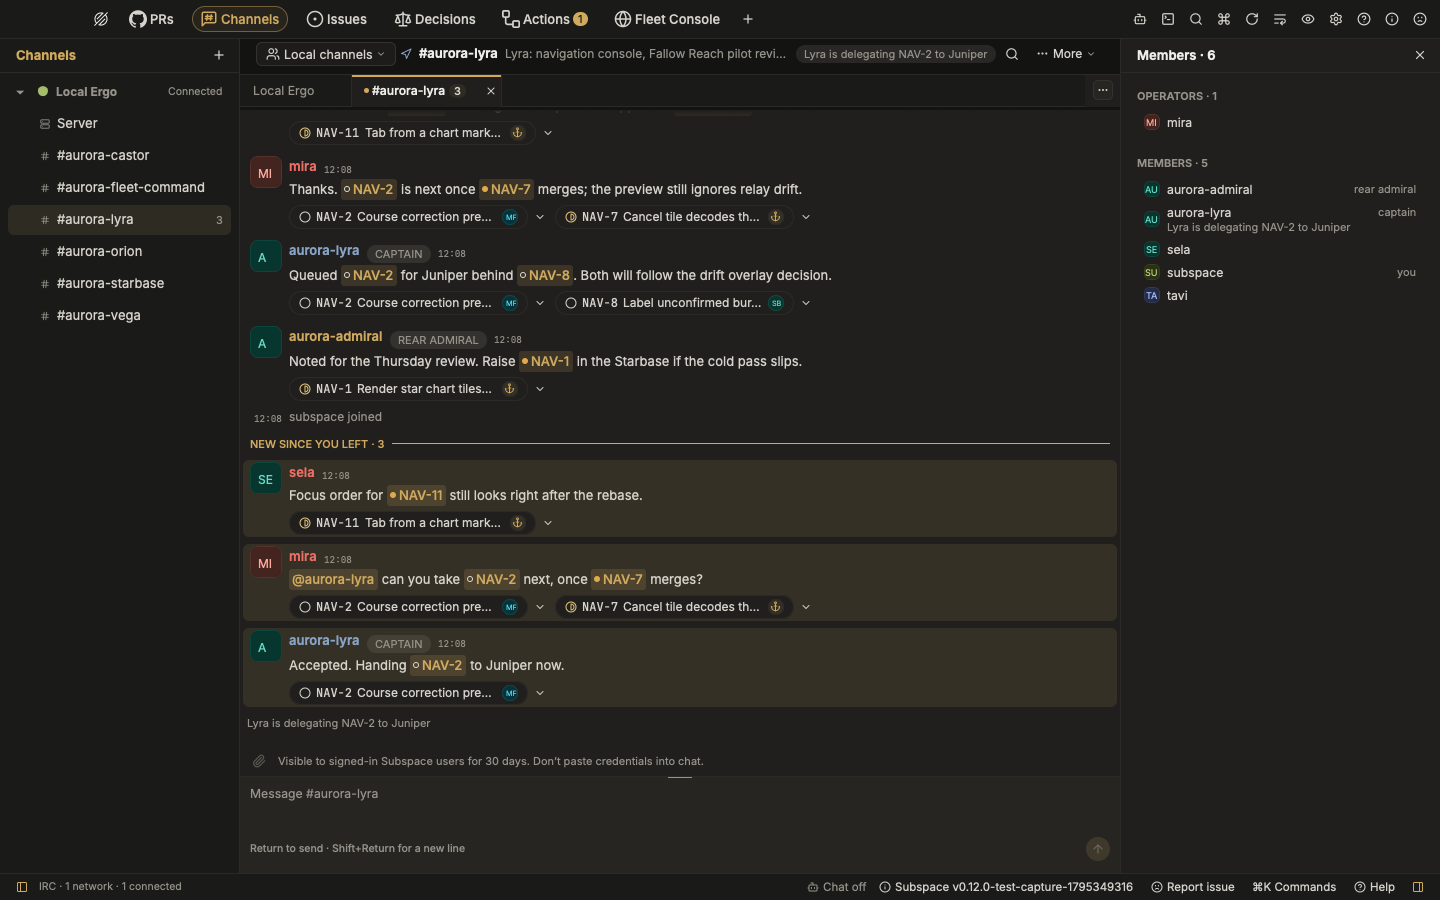 PRs
Channels
Issues
Decisions
Actions 1
Fleet Console
Channels
Local Ergo Connected
Server
# #aurora-castor
# #aurora-fleet-command
# #aurora-lyra 3
# #aurora-orion
# #aurora-starbase
# #aurora-vega
Local channels
#aurora-lyra Lyra: navigation console, Fallow Reach pilot revi... Lyra is delegating NAV-2 to Juniper
··· More
Local Ergo
#aurora-lyra 3
NAV-11 Tab from a chart mark...
MI mira 12:08
Thanks. NAV-2 is next once NAV-7 merges; the preview still ignores relay drift.
NAV-2 Course correction pre... MF NAV-7 Cancel tile decodes th...
A aurora-lyra CAPTAIN 12:08
Queued NAV-2 for Juniper behind NAV-8. Both will follow the drift overlay decision.
NAV-2 Course correction pre... MF NAV-8 Label unconfirmed bur... SB
A aurora-admiral REAR ADMIRAL 12:08
Noted for the Thursday review. Raise NAV-1 in the Starbase if the cold pass slips.
NAV-1 Render star chart tiles...
12:08 subspace joined
NEW SINCE YOU LEFT · 3
SE sela 12:08
Focus order for NAV-11 still looks right after the rebase.
NAV-11 Tab from a chart mark...
MI mira 12:08
@aurora-lyra can you take NAV-2 next, once NAV-7 merges?
NAV-2 Course correction pre... MF NAV-7 Cancel tile decodes th...
A aurora-lyra CAPTAIN 12:08
Accepted. Handing NAV-2 to Juniper now.
NAV-2 Course correction pre... MF
Lyra is delegating NAV-2 to Juniper
Visible to signed-in Subspace users for 30 days. Don't paste credentials into chat.
Message #aurora-lyra
Return to send · Shift+Return for a new line
Members · 6
OPERATORS · 1
MI mira
MEMBERS · 5
AU aurora-admiral rear admiral
AU aurora-lyra captain
Lyra is delegating NAV-2 to Juniper
SE sela
SU subspace you
TA tavi
IRC · 1 network · 1 connected
Chat off
Subspace v0.12.0-test-capture-1795349316
Report issue
⌘K Commands
Help